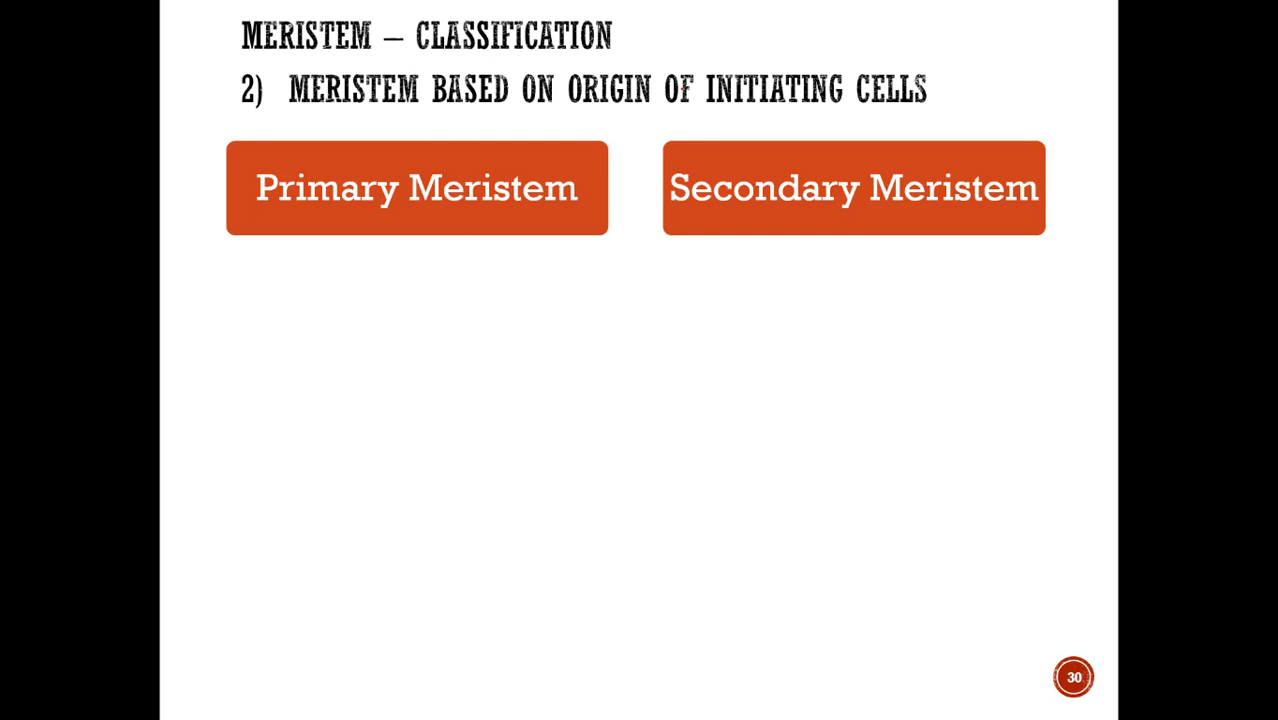 MERISTEM – CLASSIFICATION
2) MERISTEM BASED ON ORIGIN OF INITIATING CELLS
Primary Meristem
Secondary Meristem
30